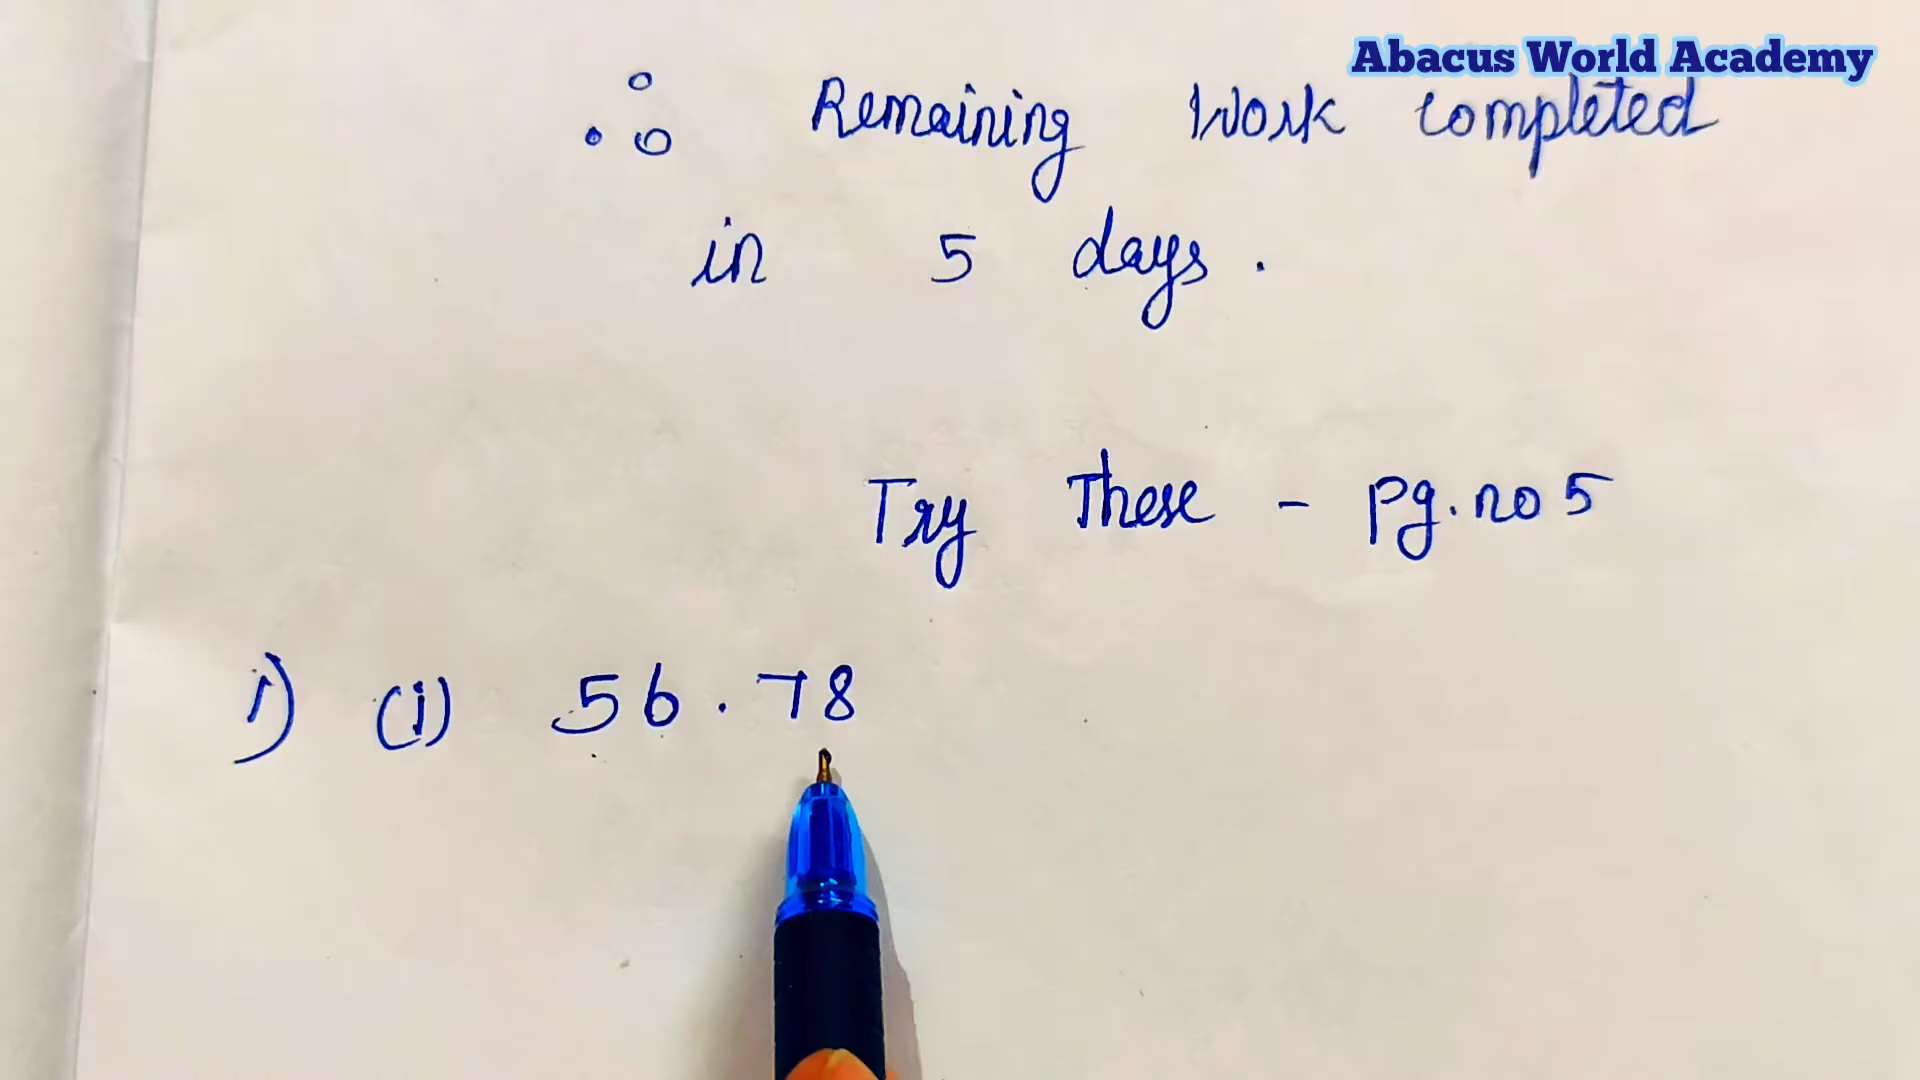 Abacus World Academy
∴ Remaining work completed
in 5 days.
Try These - pg.no 5
1) (i) 56.78